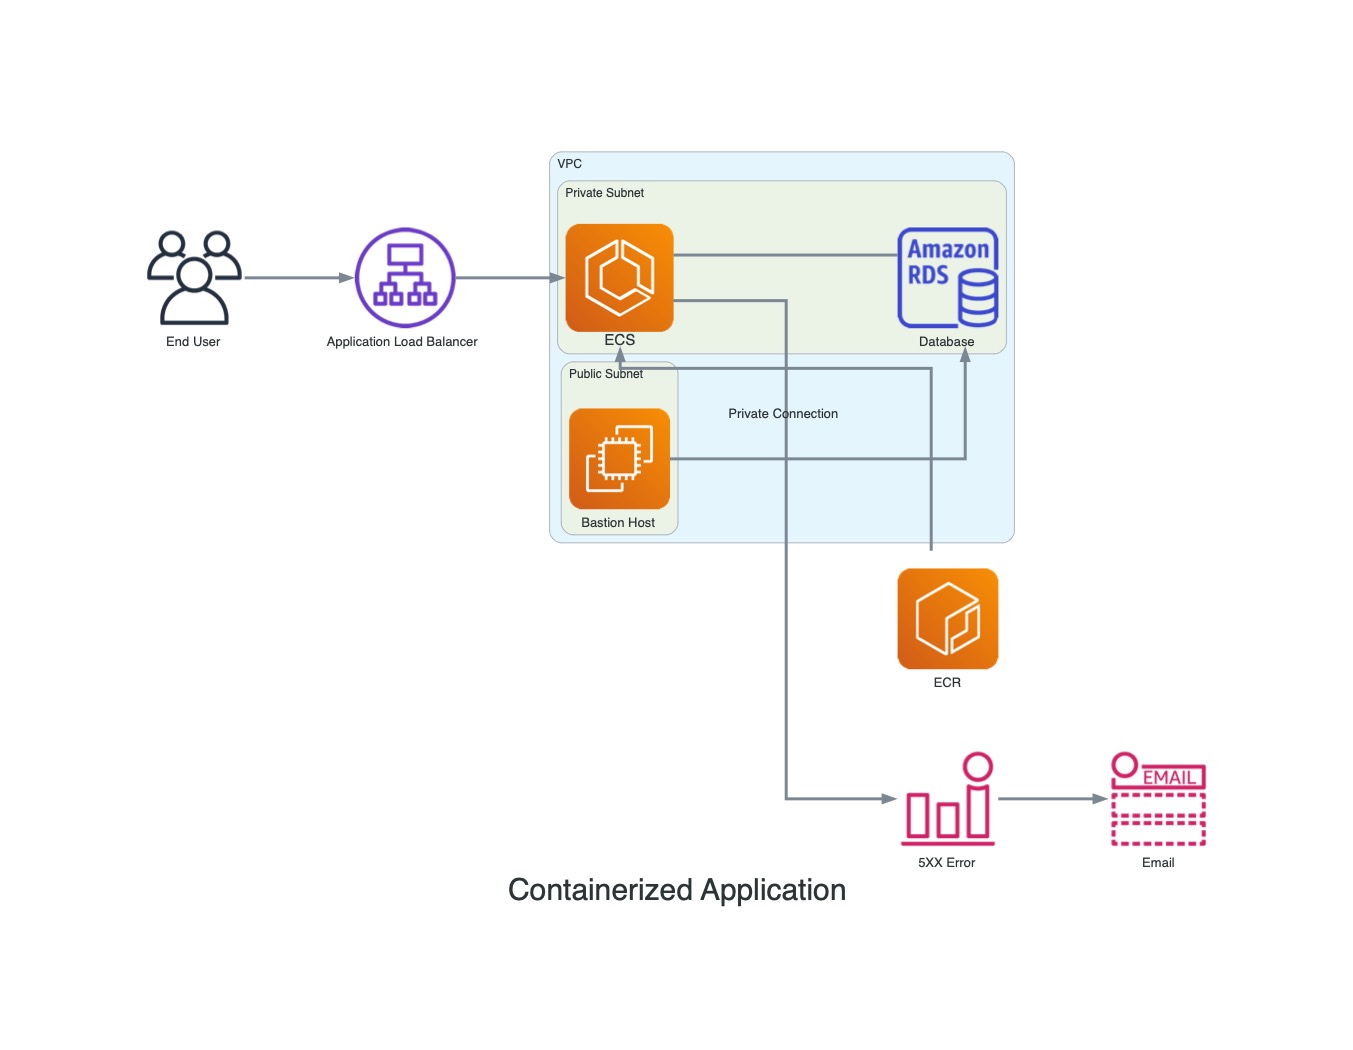 VPC
Private Subnet
Amazon
RDS
End User
Application Load Balancer
ECS
Database
Public Subnet
Private Connection
Bastion Host
ECR
EMAIL
5XX Error
Email
Containerized Application